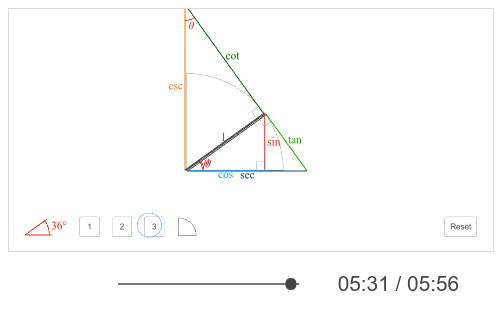 θ
cot
csc
1
sin
tan
θ
cos sec
36° 1 2 3 Reset
05:31 / 05:56